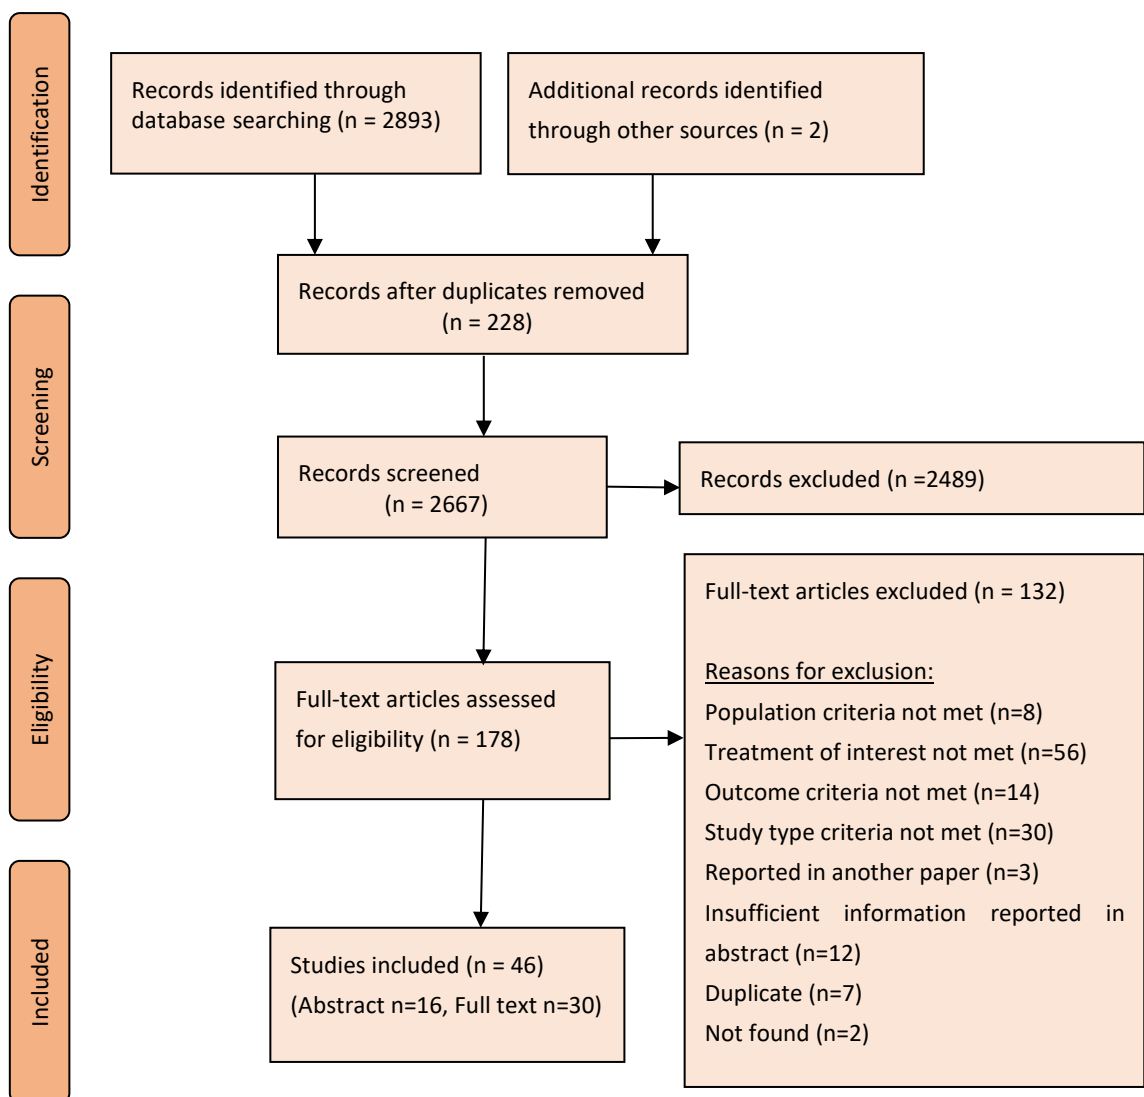 Identification
Records identified through
database searching (n = 2893)
Additional records identified
through other sources (n = 2)
Records after duplicates removed
(n = 228)
Screening
Records screened
(n = 2667)
Records excluded (n =2489)
Eligibility
Full-text articles assessed
for eligibility (n = 178)
Full-text articles excluded (n = 132)
Reasons for exclusion:
Population criteria not met (n=8)
Treatment of interest not met (n=56)
Outcome criteria not met (n=14)
Study type criteria not met (n=30)
Reported in another paper (n=3)
Insufficient information reported in
abstract (n=12)
Duplicate (n=7)
Not found (n=2)
Included
Studies included (n = 46)
(Abstract n=16, Full text n=30)